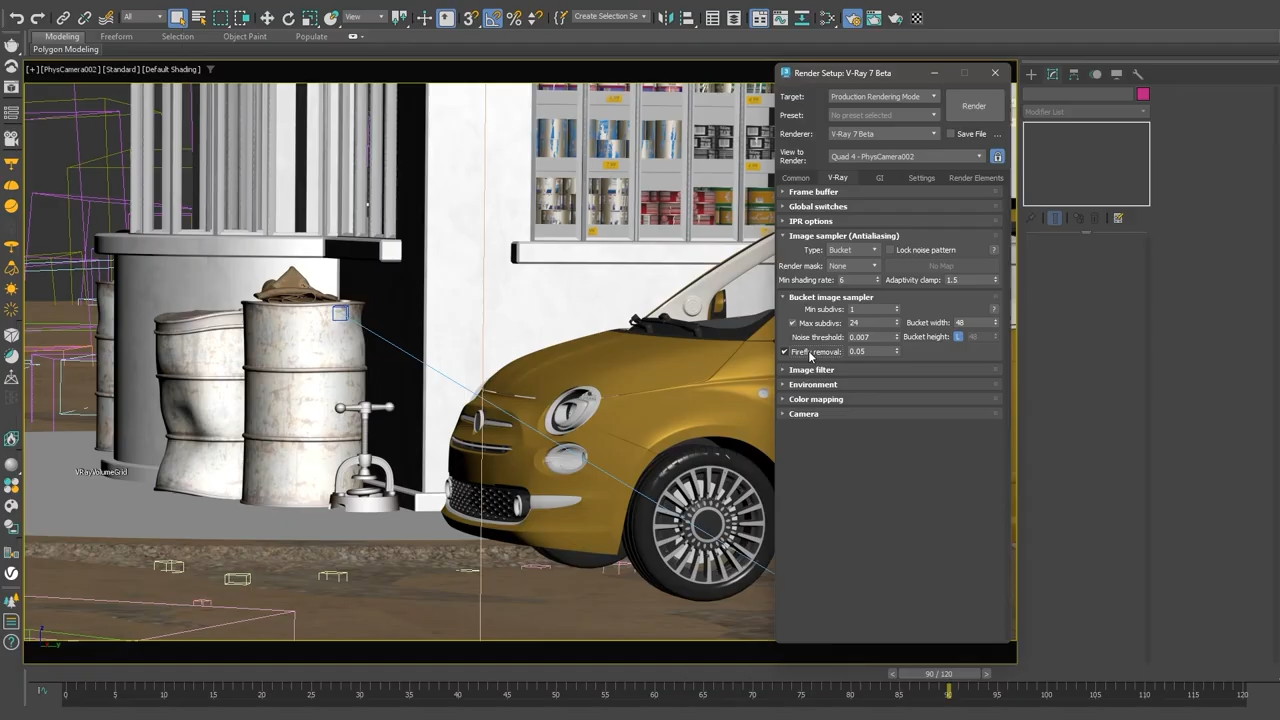 All
View
Create Selection Se
Modeling
Freeform
Selection
Object Paint
Populate
Polygon Modeling
[+] [PhysCamera002] [Standard] [Default Shading]
Render Setup: V-Ray 7 Beta
Target: Production Rendering Mode
Render
Preset: No preset selected
Renderer: V-Ray 7 Beta
Save File ...
View to Render: Quad 4 - PhysCamera002
Common
V-Ray
GI
Settings
Render Elements
Frame buffer
Global switches
IPR options
Image sampler (Antialiasing)
Type: Bucket
Lock noise pattern
?
Render mask: None
No Map
Min shading rate: 6
Adaptivity clamp: 1.5
Bucket image sampler
Min subdivs: 1
?
Max subdivs: 24
Bucket width: 48
Noise threshold: 0.007
Bucket height: L 48
Firefly removal: 0.05
Image filter
Environment
Color mapping
Camera
Modifier List
VRayVolumeGrid
< 90 / 120 >
0 5 10 15 20 25 30 35 40 45 50 55 60 65 70 75 80 85 90 95 100 105 110 115 120